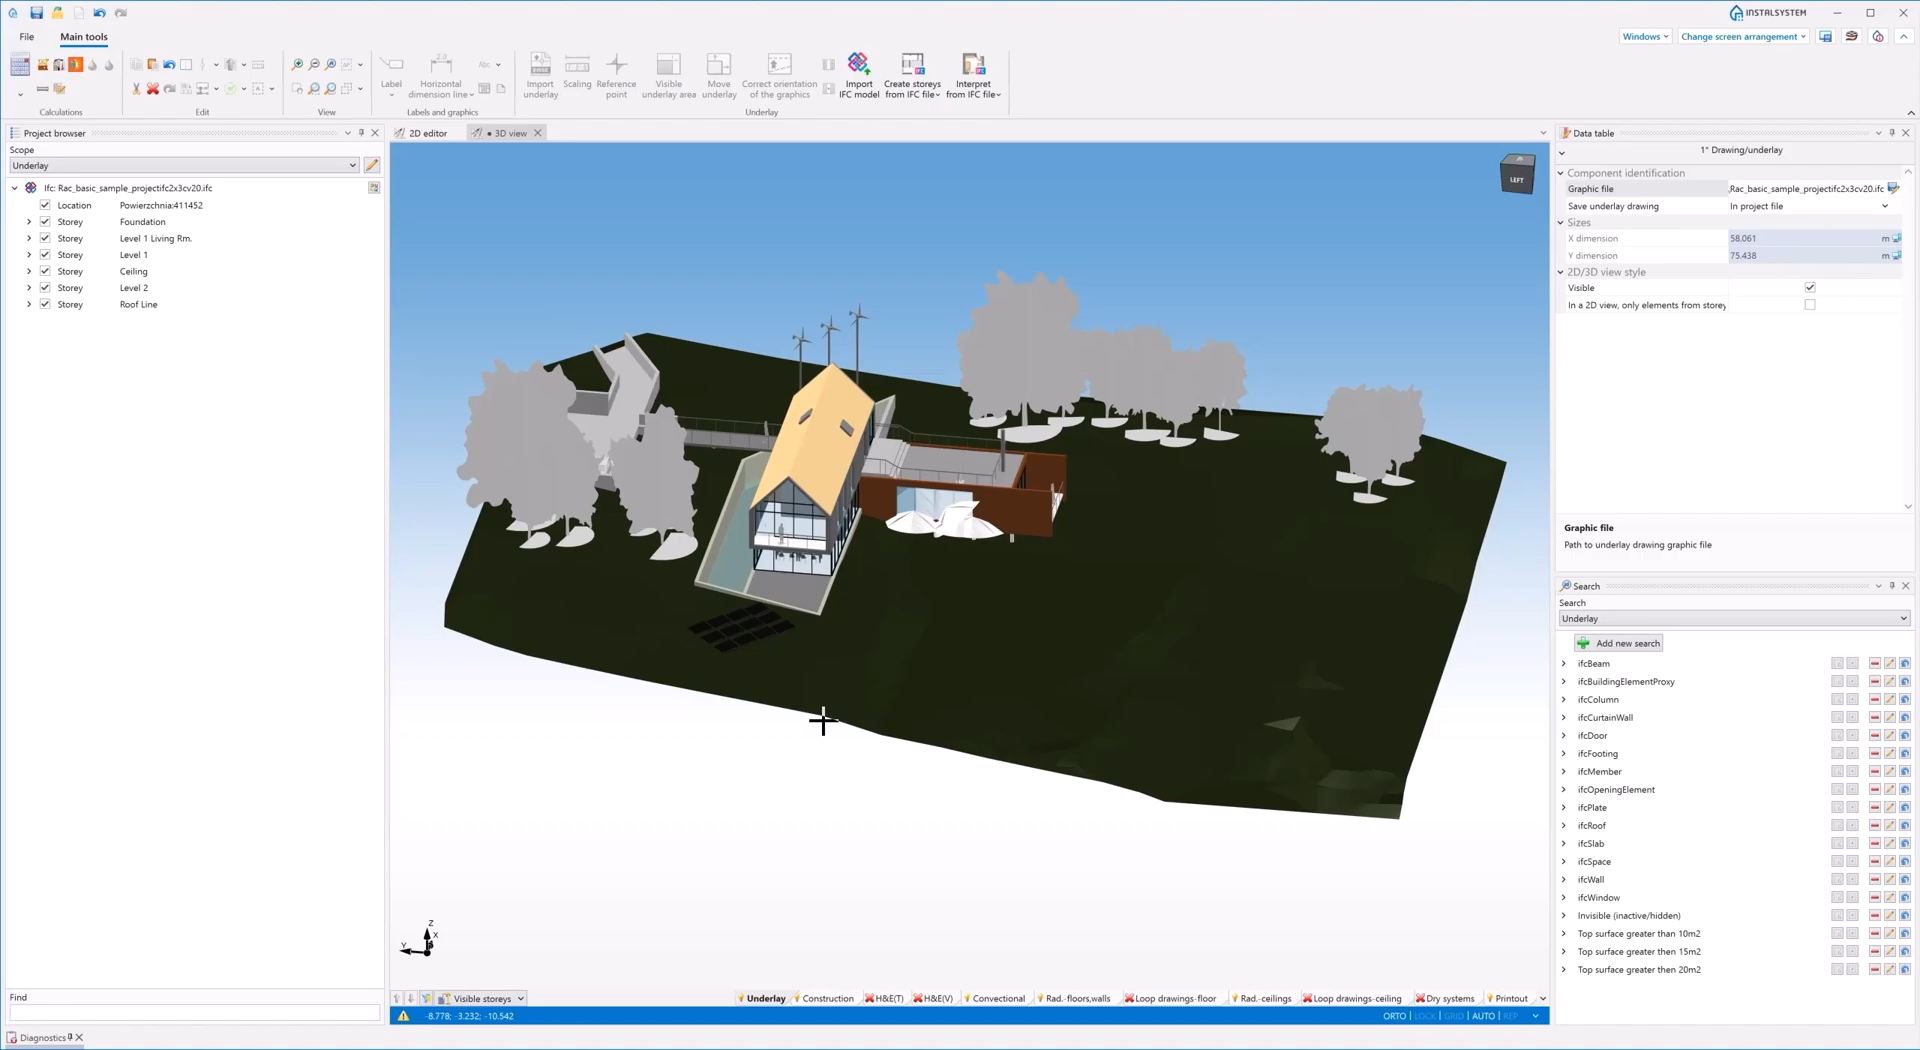 INSTALSYSTEM
File Main tools
Windows Change screen arrangement
2.0
Abc
Label Horizontal dimension line
Import underlay Scaling Reference point Visible underlay area Move underlay Correct orientation of the graphics Import IFC model Create storeys from IFC file Interpret from IFC file
Calculations Edit View Labels and graphics Underlay
Project browser
Scope
Underlay
Ifc: Rac_basic_sample_projectifc2x3cv20.ifc
Location Powierzchnia:411452
Storey Foundation
Storey Level 1 Living Rm.
Storey Level 1
Storey Ceiling
Storey Level 2
Storey Roof Line
Find
Diagnostics
2D editor 3D view
LEFT
Z
X
Y
Visible storeys
Underlay Construction H&E(T) H&E(V) Conventional Rad. floors,walls Loop drawings-floor Rad. ceilings Loop drawings-ceiling Dry systems Printout
-8.778; -3.232; -10.542
ORTO LOCK GRID AUTO REP
Data table
1* Drawing/underlay
Component identification
Graphic file .Rac_basic_sample_projectifc2x3cv20.ifc
Save underlay drawing In project file
Sizes
X dimension 58.061 m
Y dimension 75.438 m
2D/3D view style
Visible
In a 2D view, only elements from storey
Graphic file
Path to underlay drawing graphic file
Search
Search
Underlay
Add new search
ifcBeam
ifcBuildingElementProxy
ifcColumn
ifcCurtainWall
ifcDoor
ifcFooting
ifcMember
ifcOpeningElement
ifcPlate
ifcRoof
ifcSlab
ifcSpace
ifcWall
ifcWindow
Invisible (inactive/hidden)
Top surface greater than 10m2
Top surface greater then 15m2
Top surface greater then 20m2